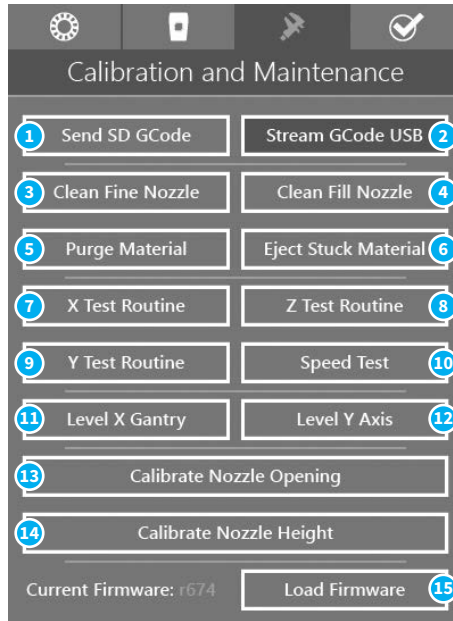 Calibration and Maintenance
1 Send SD GCode
Stream GCode USB 2
3 Clean Fine Nozzle
Clean Fill Nozzle 4
5 Purge Material
Eject Stuck Material 6
7 X Test Routine
Z Test Routine 8
9 Y Test Routine
Speed Test 10
11 Level X Gantry
Level Y Axis 12
13 Calibrate Nozzle Opening
14 Calibrate Nozzle Height
Current Firmware: r674
Load Firmware 15